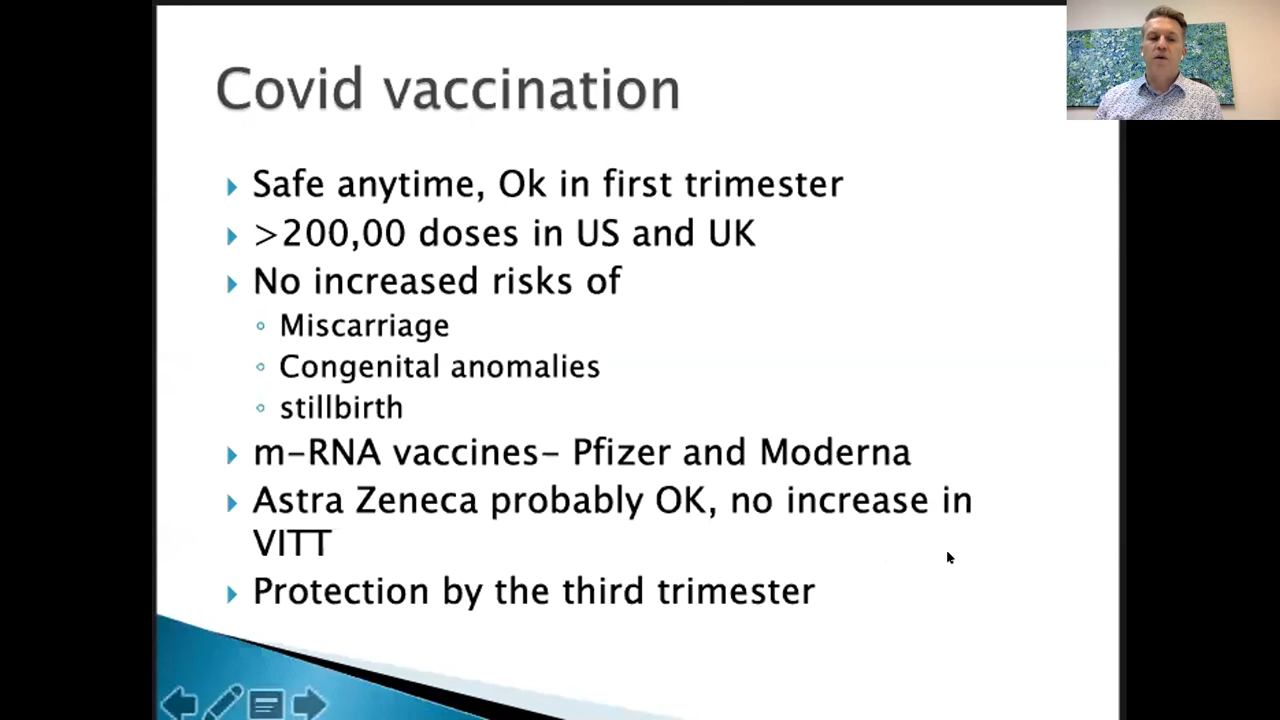 Covid vaccination
Safe anytime, Ok in first trimester
>200,00 doses in US and UK
No increased risks of
Miscarriage
Congenital anomalies
stillbirth
m-RNA vaccines- Pfizer and Moderna
Astra Zeneca probably OK, no increase in
VITT
Protection by the third trimester